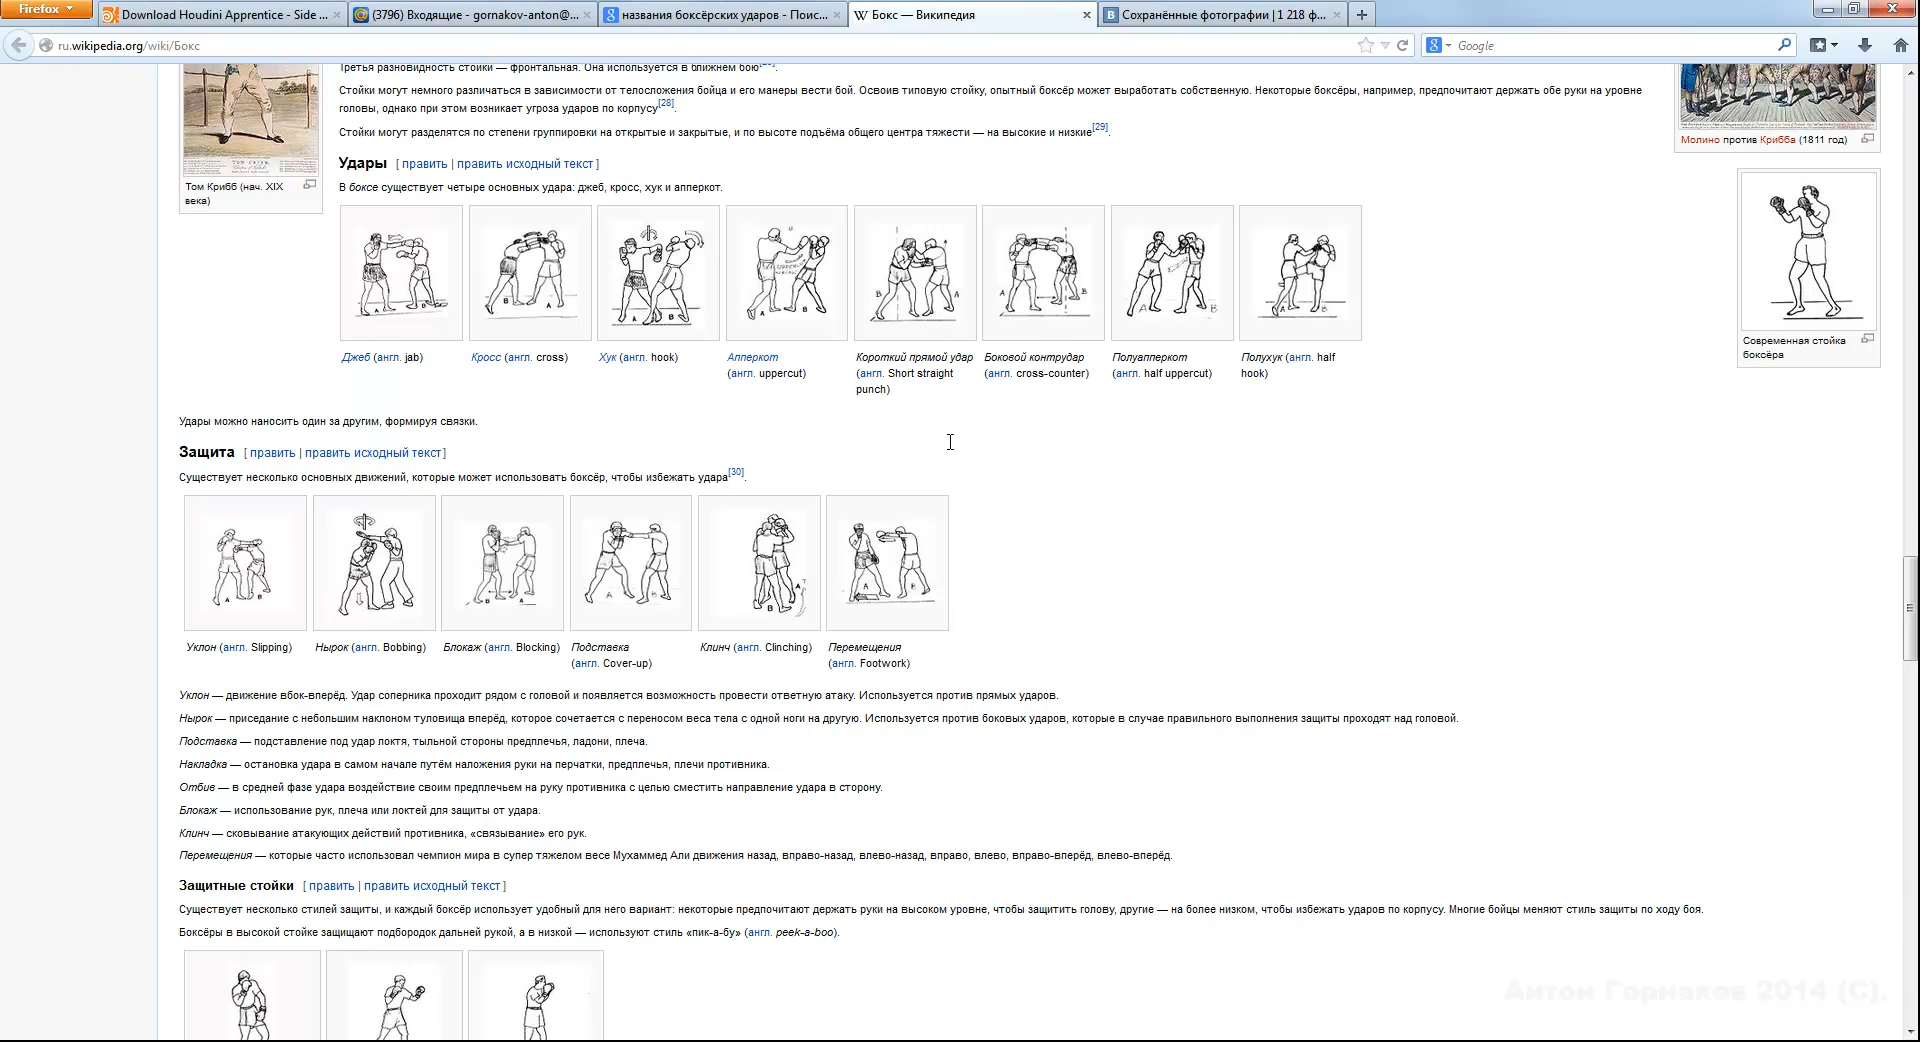 Firefox
Download Houdini Apprentice - Side ...
(3796) Входящие - gornakov-anton@...
названия боксёрских ударов - Поис...
Бокс — Википедия
Сохранённые фотографии | 1 218 ф...
ru.wikipedia.org/wiki/Бокс
Google
Третья разновидность стойки — фронтальная. Она используется в ближнем бою
Стойки могут немного различаться в зависимости от телосложения бойца и его манеры вести бой. Освоив типовую стойку, опытный боксёр может выработать собственную. Некоторые боксёры, например, предпочитают держать обе руки на уровне
головы, однако при этом возникает угроза ударов по корпусу[28].
Стойки могут разделятся по степени группировки на открытые и закрытые, и по высоте подъёма общего центра тяжести — на высокие и низкие[29].
TOM CRIBB
Том Крибб (нач. XIX
века)
Молино против Крибба (1811 год)
Удары [ править | править исходный текст ]
В боксе существует четыре основных удара: джеб, кросс, хук и апперкот.
A B
B A
A B
A B
B A
A B
A B
A B
Джеб (англ. jab)
Кросс (англ. cross)
Хук (англ. hook)
Апперкот
(англ. uppercut)
Короткий прямой удар
(англ. Short straight
punch)
Боковой контрудар
(англ. cross-counter)
Полуапперкот
(англ. half uppercut)
Полухук (англ. half
hook)
Современная стойка
боксёра
Удары можно наносить один за другим, формируя связки.
Защита [ править | править исходный текст ]
Существует несколько основных движений, которые может использовать боксёр, чтобы избежать удара[30].
A B
B A
A B
A B
A B
Уклон (англ. Slipping)
Нырок (англ. Bobbing)
Блокаж (англ. Blocking)
Подставка
(англ. Cover-up)
Клинч (англ. Clinching)
Перемещения
(англ. Footwork)
Уклон — движение вбок-вперёд. Удар соперника проходит рядом с головой и появляется возможность провести ответную атаку. Используется против прямых ударов.
Нырок — приседание с небольшим наклоном туловища вперёд, которое сочетается с переносом веса тела с одной ноги на другую. Используется против боковых ударов, которые в случае правильного выполнения защиты проходят над головой.
Подставка — подставление под удар локтя, тыльной стороны предплечья, ладони, плеча.
Накладка — остановка удара в самом начале путём наложения руки на перчатки, предплечья, плечи противника.
Отбив — в средней фазе удара воздействие своим предплечьем на руку противника с целью сместить направление удара в сторону.
Блокаж — использование рук, плеча или локтей для защиты от удара.
Клинч — сковывание атакующих действий противника, «связывание» его рук.
Перемещения — которые часто использовал чемпион мира в супер тяжелом весе Мухаммед Али движения назад, вправо-назад, влево-назад, вправо, влево, вправо-вперёд, влево-вперёд.
Защитные стойки [ править | править исходный текст ]
Существует несколько стилей защиты, и каждый боксёр использует удобный для него вариант: некоторые предпочитают держать руки на высоком уровне, чтобы защитить голову, другие — на более низком, чтобы избежать ударов по корпусу. Многие бойцы меняют стиль защиты по ходу боя.
Боксёры в высокой стойке защищают подбородок дальней рукой, а в низкой — используют стиль «пик-а-бу» (англ. peek-a-boo).
Антон Горнаков 2014 (С).